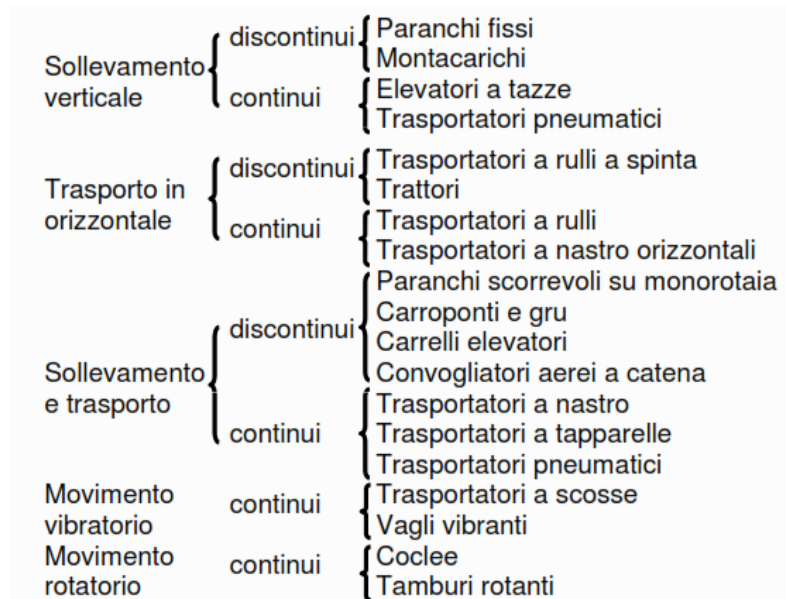 Sollevamento verticale
discontinui
Paranchi fissi
Montacarichi
continui
Elevatori a tazze
Trasportatori pneumatici
Trasporto in orizzontale
discontinui
Trasportatori a rulli a spinta
Trattori
continui
Trasportatori a rulli
Trasportatori a nastro orizzontali
Sollevamento e trasporto
discontinui
Paranchi scorrevoli su monorotaia
Carroponti e gru
Carrelli elevatori
Convogliatori aerei a catena
continui
Trasportatori a nastro
Trasportatori a tapparelle
Trasportatori pneumatici
Movimento vibratorio
continui
Trasportatori a scosse
Vagli vibranti
Movimento rotatorio
continui
Coclee
Tamburi rotanti